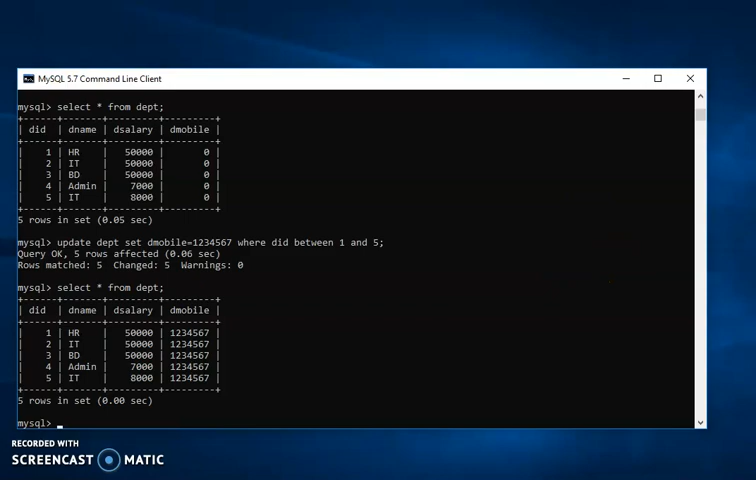 MySQL 5.7 Command Line Client
mysql> select * from dept;
+------+-------+---------+---------+
| did | dname | dsalary | dmobile |
+------+-------+---------+---------+
| 1 | HR | 50000 | 0 |
| 2 | IT | 50000 | 0 |
| 3 | BD | 50000 | 0 |
| 4 | Admin | 7000 | 0 |
| 5 | IT | 8000 | 0 |
+------+-------+---------+---------+
5 rows in set (0.05 sec)
mysql> update dept set dmobile=1234567 where did between 1 and 5;
Query OK, 5 rows affected (0.06 sec)
Rows matched: 5 Changed: 5 Warnings: 0
mysql> select * from dept;
+------+-------+---------+---------+
| did | dname | dsalary | dmobile |
+------+-------+---------+---------+
| 1 | HR | 50000 | 1234567 |
| 2 | IT | 50000 | 1234567 |
| 3 | BD | 50000 | 1234567 |
| 4 | Admin | 7000 | 1234567 |
| 5 | IT | 8000 | 1234567 |
+------+-------+---------+---------+
5 rows in set (0.00 sec)
mysql> _
RECORDED WITH
SCREENCAST MATIC